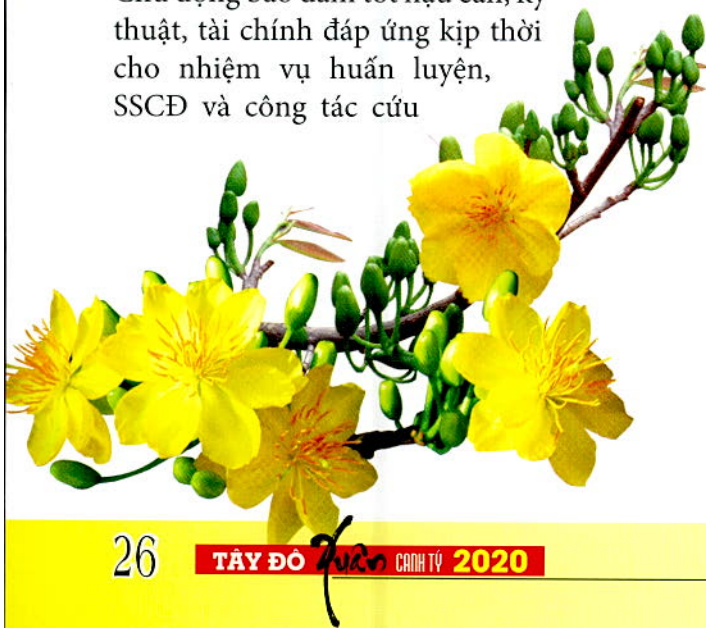 thuật, tài chính đáp ứng kịp thời
cho nhiệm vụ huấn luyện,
SSCĐ và công tác cứu
26 TÂY ĐÔ Xuân CANH TÝ 2020